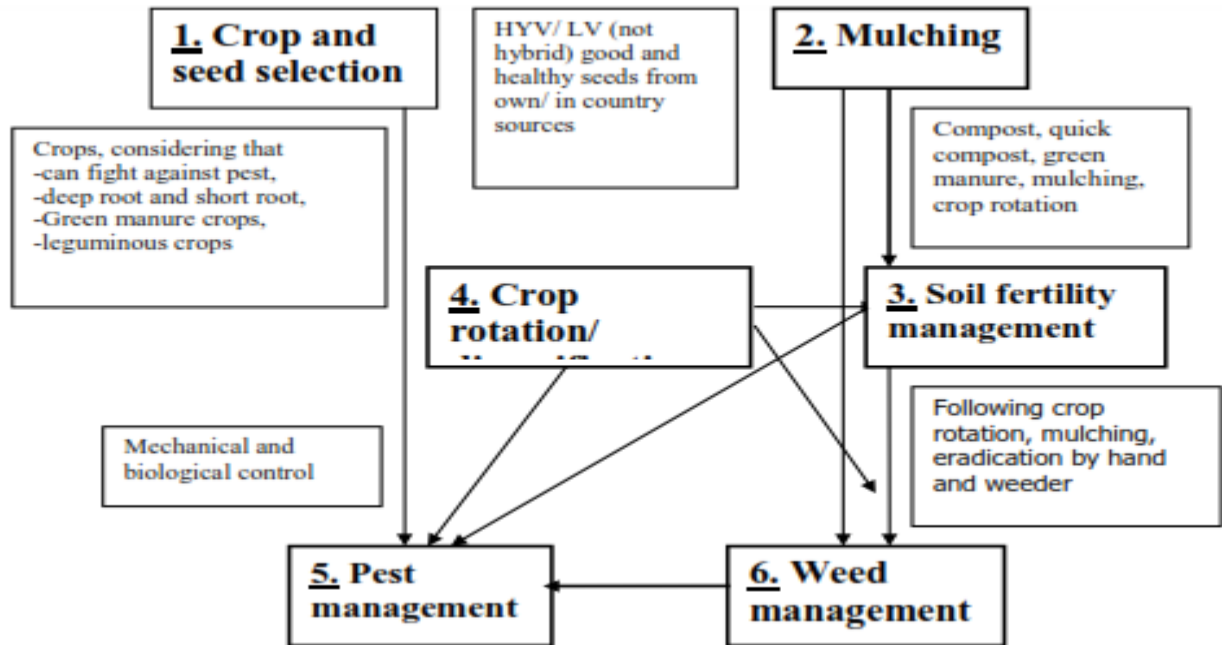 1. Crop and
seed selection
HYV/ LV (not
hybrid) good and
healthy seeds from
own/ in country
sources
2. Mulching
Crops, considering that
-can fight against pest,
-deep root and short root,
-Green manure crops,
-leguminous crops
Compost, quick
compost, green
manure, mulching,
crop rotation
4. Crop
rotation/
3. Soil fertility
management
Mechanical and
biological control
Following crop
rotation, mulching,
eradication by hand
and weeder
5. Pest
management
6. Weed
management